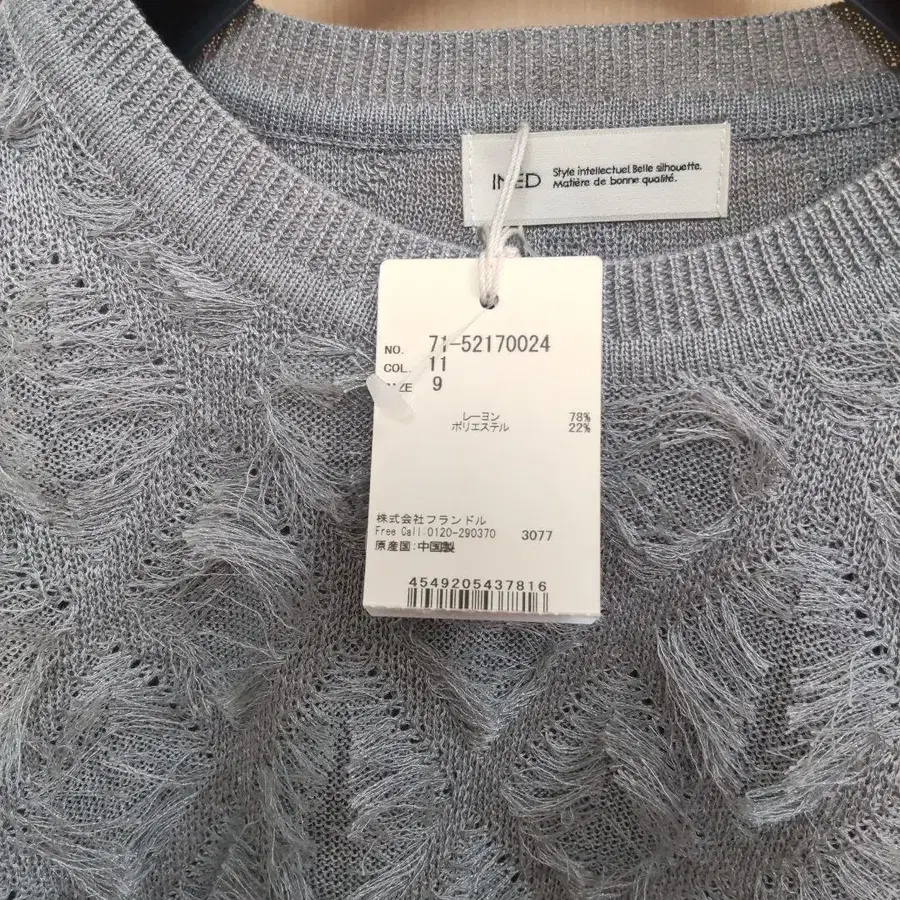 INED
Style intellectuel. Belle silhouette.
Matière de bonne qualité.
NO. 71-52170024
COL. 11
SIZE 9
レーヨン 78%
ポリエステル 22%
株式会社フランドル
Free Call.0120-290370 3077
原産国:中国製
4549205437816